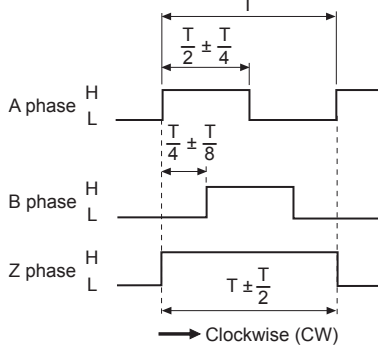 T
T/2 ± T/4
A phase H
L
T/4 ± T/8
B phase H
L
Z phase H
L
T ± T/2
Clockwise (CW)